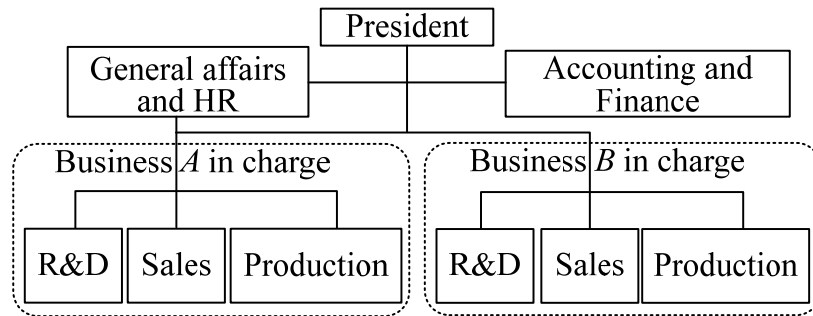 President
General affairs
and HR
Accounting and
Finance
Business A in charge
Business B in charge
R&D
Sales
Production
R&D
Sales
Production